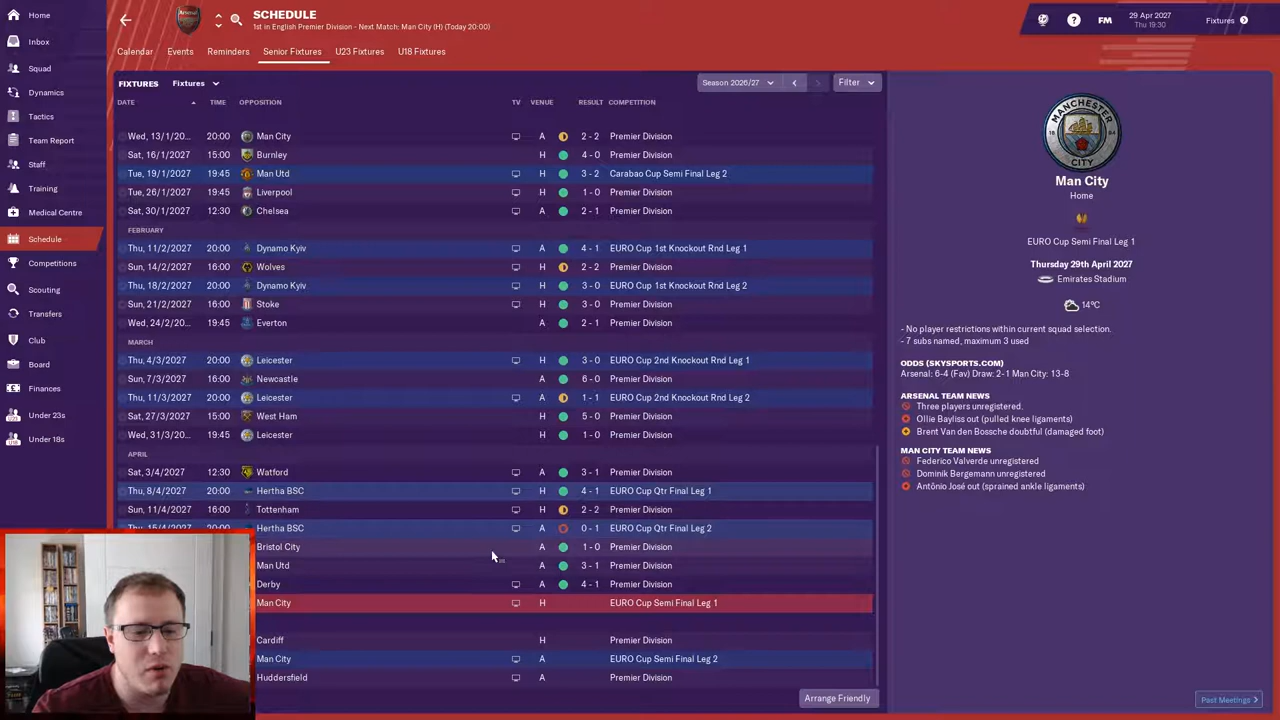 Home
Inbox
Squad
Dynamics
Tactics
Team Report
Staff
Training
Medical Centre
Schedule
Competitions
Scouting
Transfers
Club
Board
Finances
Under 23s
Under 18s
SCHEDULE
1st in English Premier Division - Next Match: Man City (H) (Today 20:00)
? FM 29 Apr 2027 Thu 19:30 Fixtures
Calendar Events Reminders Senior Fixtures U23 Fixtures U18 Fixtures
FIXTURES Fixtures Season 2026/27 Filter
DATE TIME OPPOSITION TV VENUE RESULT COMPETITION
Wed, 13/1/20... 20:00 Man City A 2 - 2 Premier Division
Sat, 16/1/2027 15:00 Burnley H 4 - 0 Premier Division
Tue, 19/1/2027 19:45 Man Utd H 3 - 2 Carabao Cup Semi Final Leg 2
Tue, 26/1/2027 19:45 Liverpool H 1 - 0 Premier Division
Sat, 30/1/2027 12:30 Chelsea A 2 - 1 Premier Division
FEBRUARY
Thu, 11/2/2027 20:00 Dynamo Kyiv A 4 - 1 EURO Cup 1st Knockout Rnd Leg 1
Sun, 14/2/2027 16:00 Wolves H 2 - 2 Premier Division
Thu, 18/2/2027 20:00 Dynamo Kyiv H 3 - 0 EURO Cup 1st Knockout Rnd Leg 2
Sun, 21/2/2027 16:00 Stoke H 3 - 0 Premier Division
Wed, 24/2/20... 19:45 Everton A 2 - 1 Premier Division
MARCH
Thu, 4/3/2027 20:00 Leicester H 3 - 0 EURO Cup 2nd Knockout Rnd Leg 1
Sun, 7/3/2027 16:00 Newcastle A 6 - 0 Premier Division
Thu, 11/3/2027 20:00 Leicester A 1 - 1 EURO Cup 2nd Knockout Rnd Leg 2
Sat, 27/3/2027 15:00 West Ham H 5 - 0 Premier Division
Wed, 31/3/20... 19:45 Leicester H 1 - 0 Premier Division
APRIL
Sat, 3/4/2027 12:30 Watford A 3 - 1 Premier Division
Thu, 8/4/2027 20:00 Hertha BSC H 4 - 1 EURO Cup Qtr Final Leg 1
Sun, 11/4/2027 16:00 Tottenham H 2 - 2 Premier Division
Thu, 15/4/2027 20:00 Hertha BSC A 0 - 1 EURO Cup Qtr Final Leg 2
Bristol City A 1 - 0 Premier Division
Man Utd A 3 - 1 Premier Division
Derby A 4 - 1 Premier Division
Man City H EURO Cup Semi Final Leg 1
Cardiff H Premier Division
Man City A EURO Cup Semi Final Leg 2
Huddersfield A Premier Division
Arrange Friendly
MANCHESTER
18 94
CITY
Man City
Home
EURO Cup Semi Final Leg 1
Thursday 29th April 2027
Emirates Stadium
14°C
- No player restrictions within current squad selection.
- 7 subs named, maximum 3 used
ODDS (SKYSPORTS.COM)
Arsenal: 6-4 (Fav) Draw: 2-1 Man City: 13-8
ARSENAL TEAM NEWS
Three players unregistered.
Ollie Bayliss out (pulled knee ligaments)
Brent Van den Bossche doubtful (damaged foot)
MAN CITY TEAM NEWS
Federico Valverde unregistered
Dominik Bergemann unregistered
António José out (sprained ankle ligaments)
Past Meetings